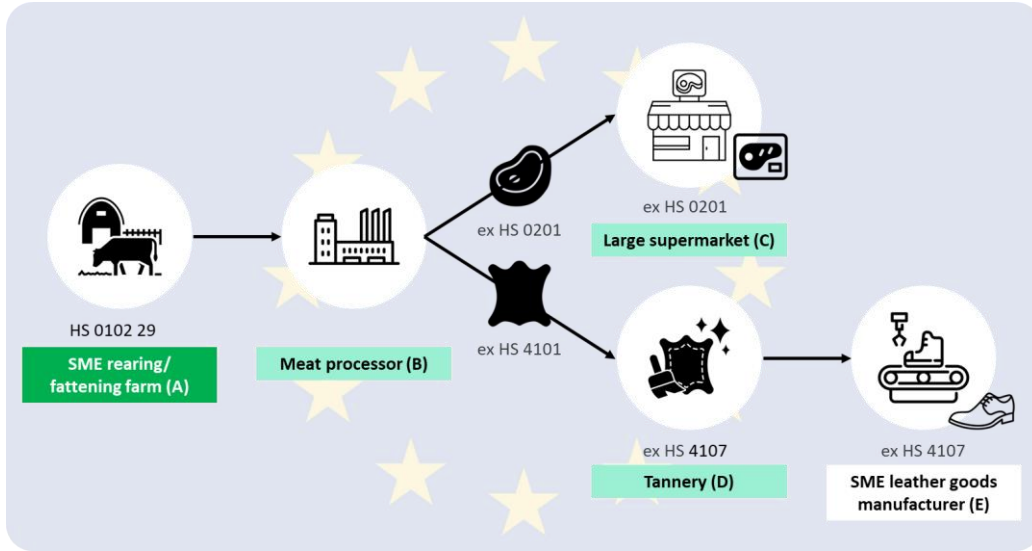 HS 0102 29
SME rearing/
fattening farm (A)
Meat processor (B)
ex HS 0201
ex HS 4101
ex HS 0201
Large supermarket (C)
ex HS 4107
Tannery (D)
ex HS 4107
SME leather goods
manufacturer (E)